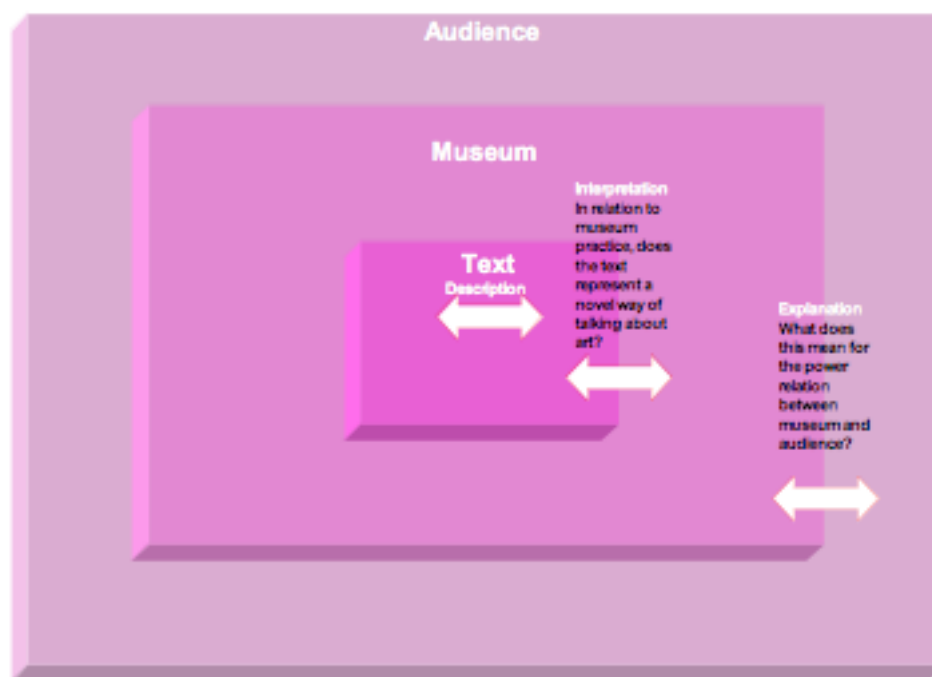 Audience
Museum
Interpretation
In relation to
museum
practice, does
the text
represent a
novel way of
talking about
art?
Text
Description
Explanation
What does
this mean for
the power
relation
between
museum and
audience?